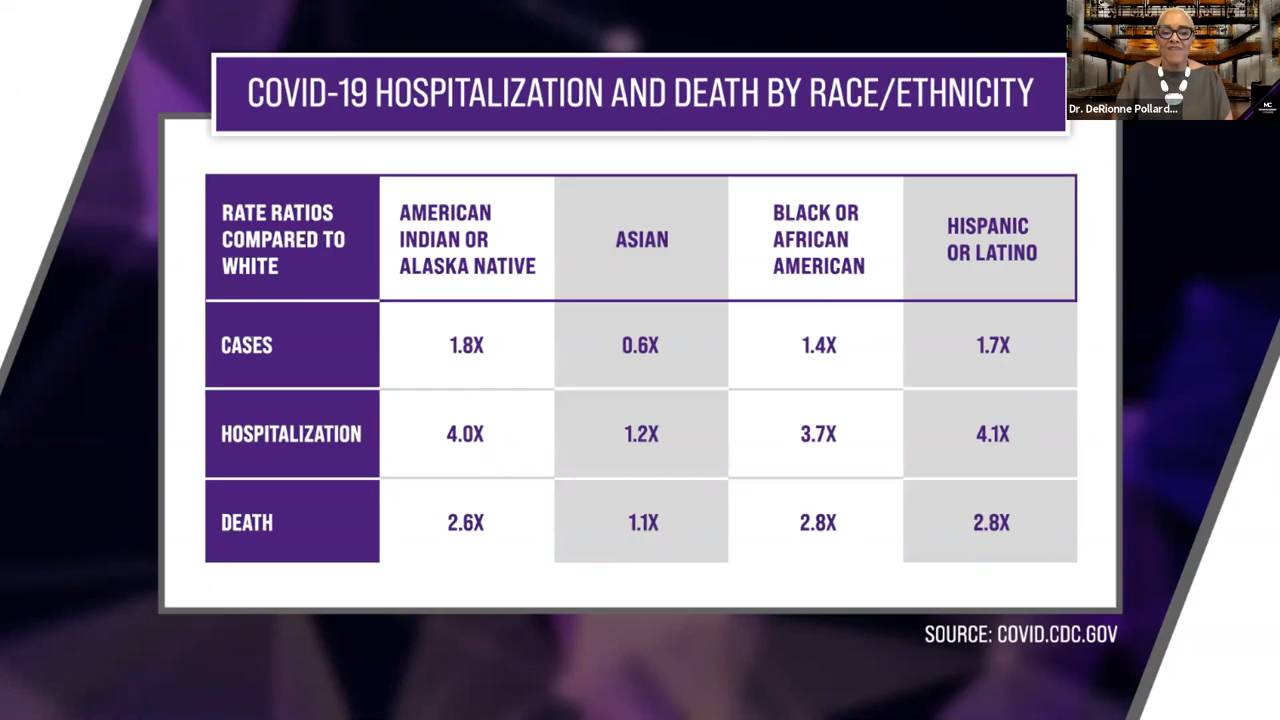 COVID-19 HOSPITALIZATION AND DEATH BY RACE/ETHNICITY
Dr. DeRionne Pollard...
MC
RATE RATIOS
COMPARED TO
WHITE
AMERICAN
INDIAN OR
ALASKA NATIVE
ASIAN
BLACK OR
AFRICAN
AMERICAN
HISPANIC
OR LATINO
CASES
1.8X
0.6X
1.4X
1.7X
HOSPITALIZATION
4.0X
1.2X
3.7X
4.1X
DEATH
2.6X
1.1X
2.8X
2.8X
SOURCE: COVID.CDC.GOV